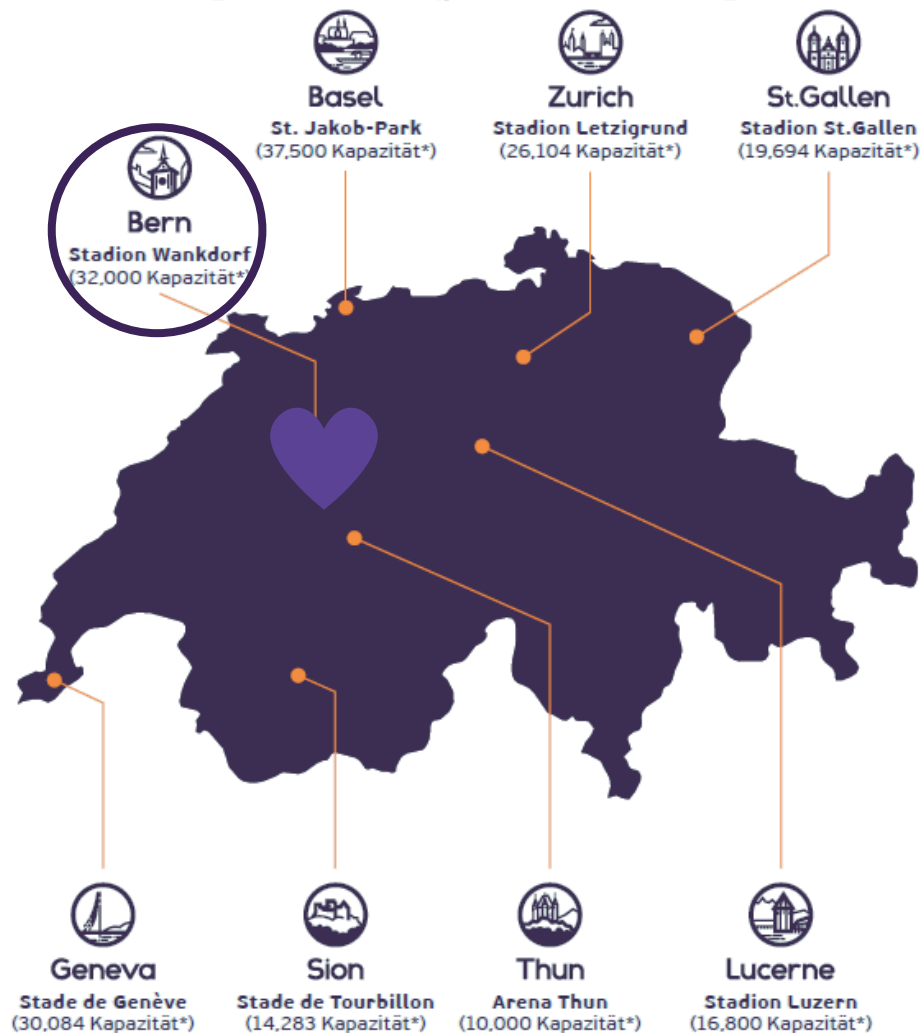 Basel
St. Jakob-Park
(37,500 Kapazität*)
Zurich
Stadion Letzigrund
(26,104 Kapazität*)
St.Gallen
Stadion St.Gallen
(19,694 Kapazität*)
Bern
Stadion Wankdorf
(32,000 Kapazität*)
Geneva
Stade de Genève
(30,084 Kapazität*)
Sion
Stade de Tourbillon
(14,283 Kapazität*)
Thun
Arena Thun
(10,000 Kapazität*)
Lucerne
Stadion Luzern
(16,800 Kapazität*)